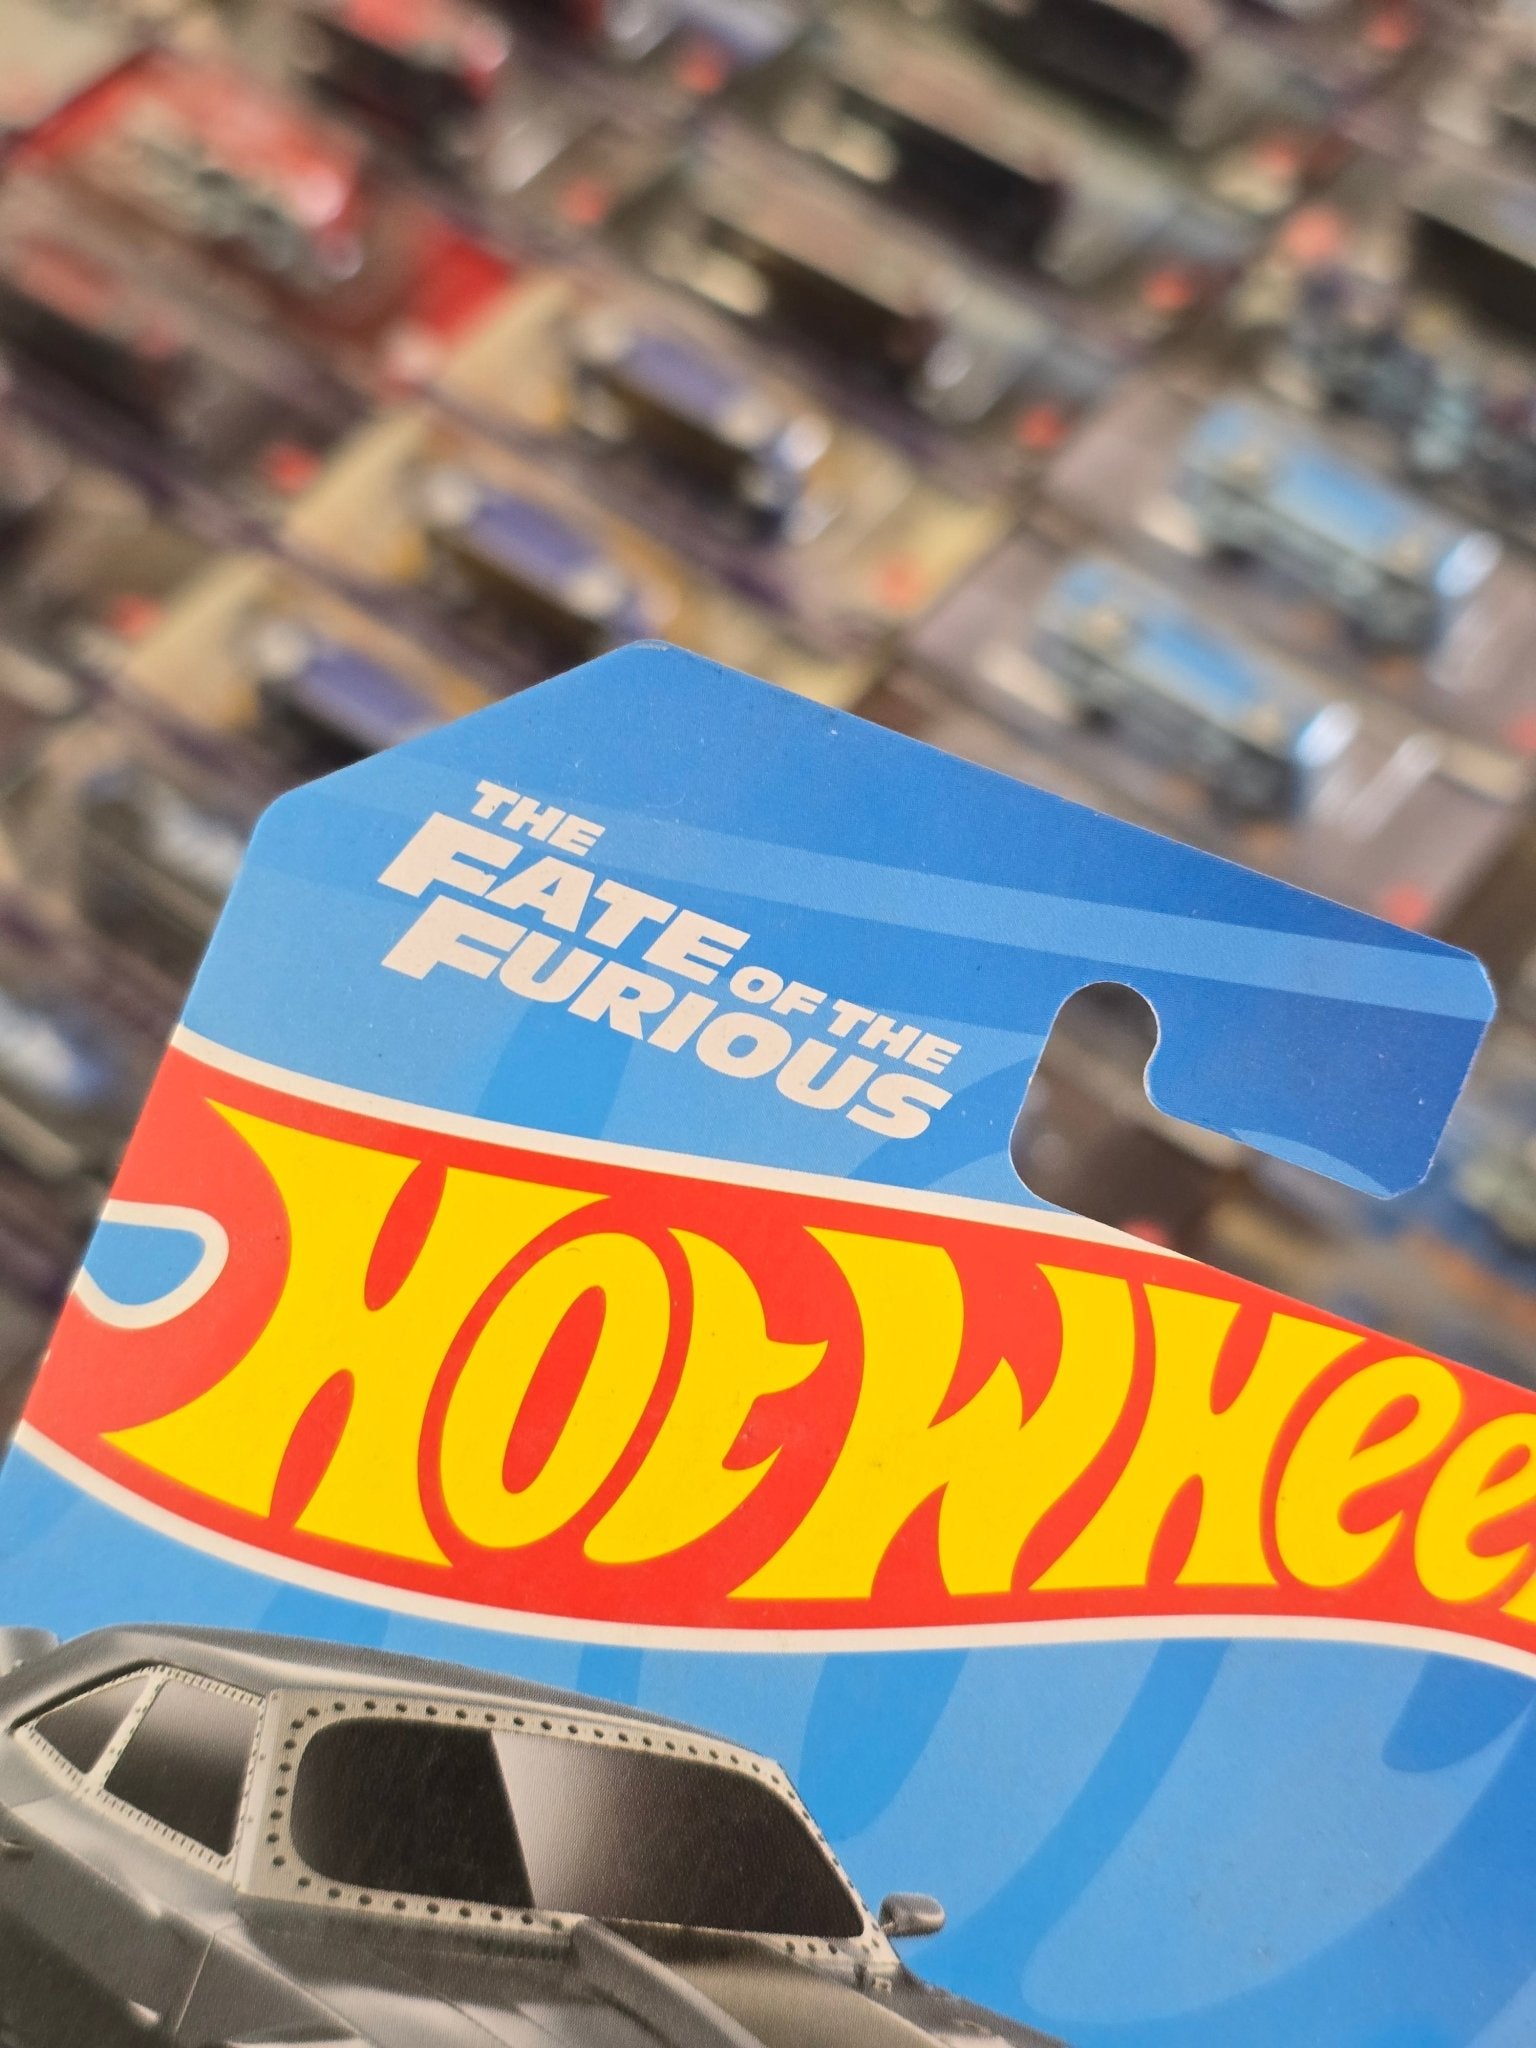 THE
FATE OF THE
FURIOUS
HOT WHEE